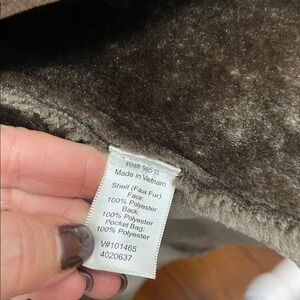 Made in Vietnam
Shell (Faux Fur)
Face:
100% Polyester
Back:
100% Polyester
Pocket Bag:
100% Polyester
V#101465
4020637